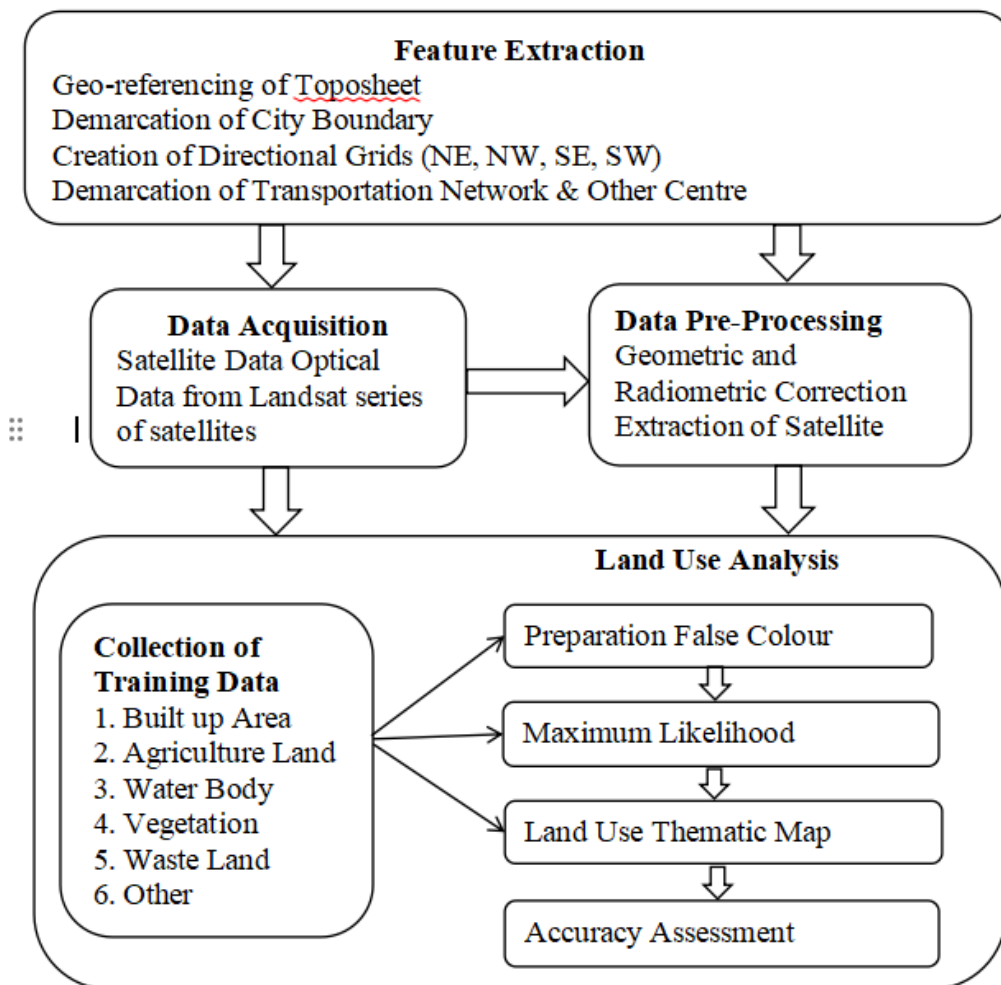 Feature Extraction
Geo-referencing of Toposheet
Demarcation of City Boundary
Creation of Directional Grids (NE, NW, SE, SW)
Demarcation of Transportation Network & Other Centre
Data Acquisition
Satellite Data Optical
Data from Landsat series
of satellites
Data Pre-Processing
Geometric and
Radiometric Correction
Extraction of Satellite
Land Use Analysis
Collection of
Training Data
1. Built up Area
2. Agriculture Land
3. Water Body
4. Vegetation
5. Waste Land
6. Other
Preparation False Colour
Maximum Likelihood
Land Use Thematic Map
Accuracy Assessment